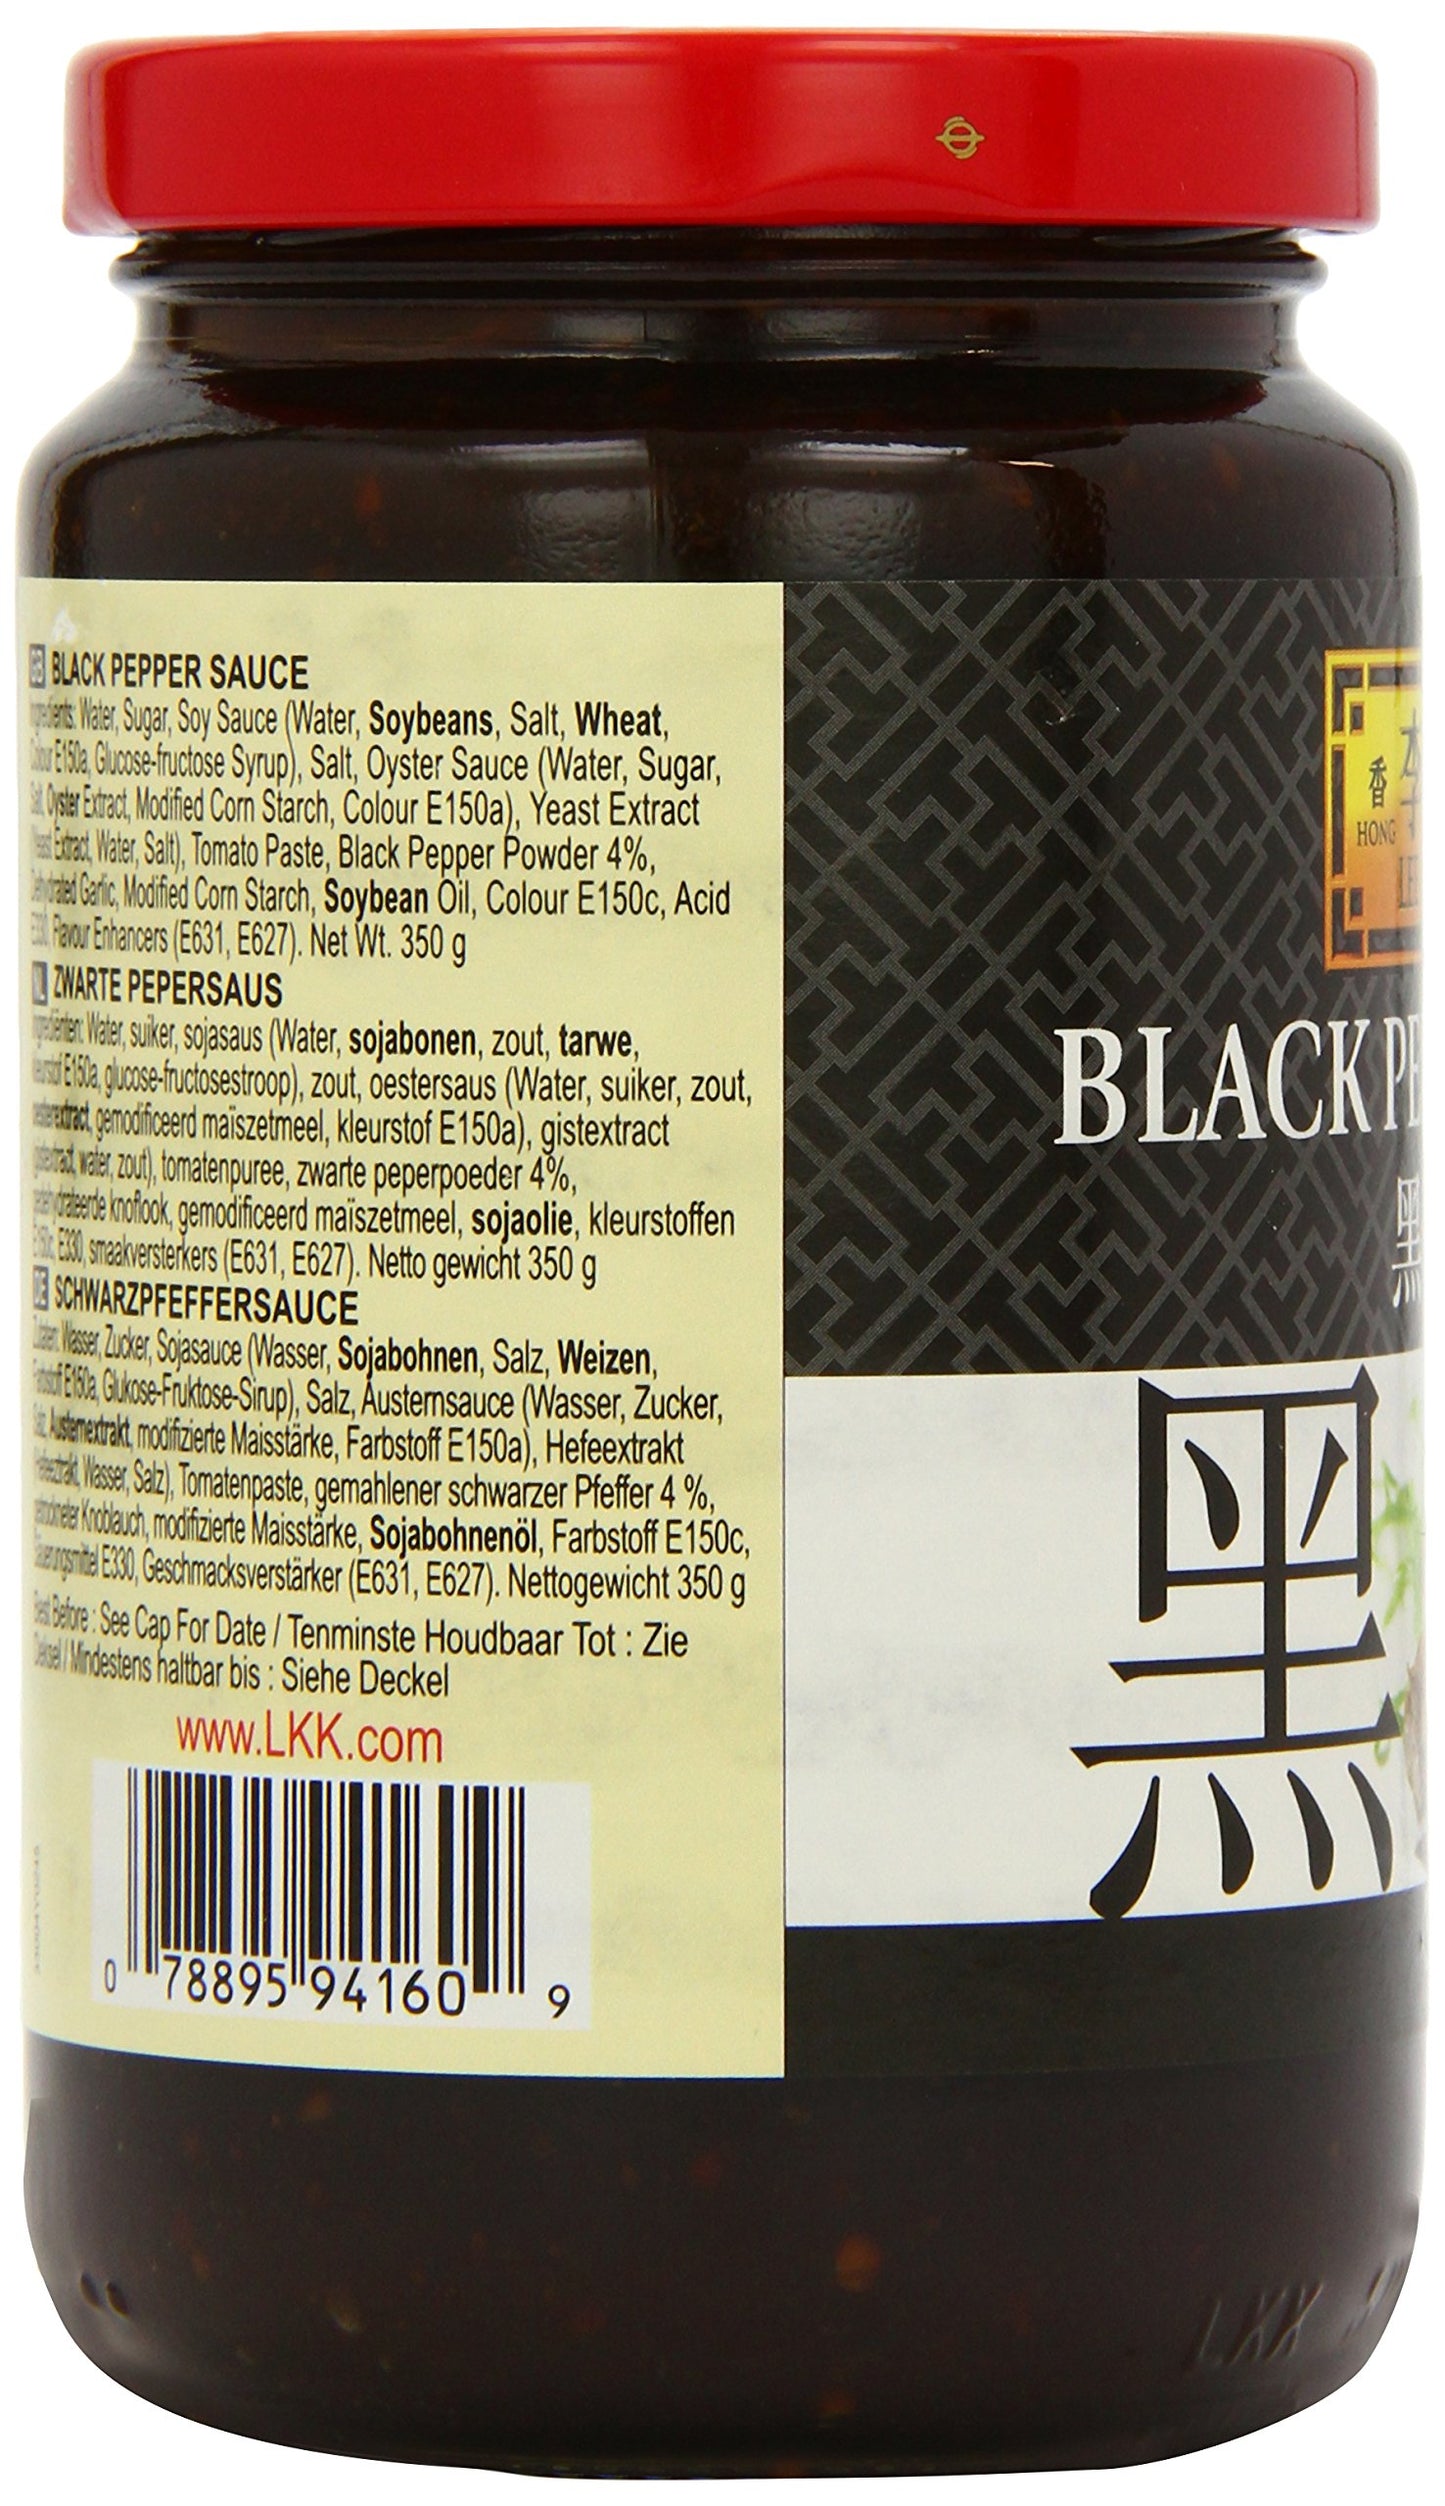 GB BLACK PEPPER SAUCE
Ingredients: Water, Sugar, Soy Sauce (Water, Soybeans, Salt, Wheat,
Colour E150a, Glucose-fructose Syrup), Salt, Oyster Sauce (Water, Sugar,
Salt, Oyster Extract, Modified Corn Starch, Colour E150a), Yeast Extract
(Yeast Extract, Water, Salt), Tomato Paste, Black Pepper Powder 4%,
Dehydrated Garlic, Modified Corn Starch, Soybean Oil, Colour E150c, Acid
E330, Flavour Enhancers (E631, E627). Net Wt. 350 g
NL ZWARTE PEPERSAUS
Ingrediënten: Water, suiker, sojasaus (Water, sojabonen, zout, tarwe,
kleurstof E150a, glucose-fructosestroop), zout, oestersaus (Water, suiker, zout,
oesterextract, gemodificeerd maïszetmeel, kleurstof E150a), gistextract
(gistextract, water, zout), tomatenpuree, zwarte peperpoeder 4%,
gedehydrateerde knoflook, gemodificeerd maïszetmeel, sojaolie, kleurstoffen
E150c, E330, smaakversterkers (E631, E627). Netto gewicht 350 g
DE SCHWARZPFEFFERSAUCE
Zutaten: Wasser, Zucker, Sojasauce (Wasser, Sojabohnen, Salz, Weizen,
Farbstoff E150a, Glukose-Fruktose-Sirup), Salz, Austernsauce (Wasser, Zucker,
Salz, Austernextrakt, modifizierte Maisstärke, Farbstoff E150a), Hefeextrakt
(Hefeextrakt, Wasser, Salz), Tomatenpaste, gemahlener schwarzer Pfeffer 4 %,
getrockneter Knoblauch, modifizierte Maisstärke, Sojabohnenöl, Farbstoff E150c,
Säuerungsmittel E330, Geschmacksverstärker (E631, E627). Nettogewicht 350 g
Best Before : See Cap For Date / Tenminste Houdbaar Tot : Zie
Deksel / Mindestens haltbar bis : Siehe Deckel
www.LKK.com
0 78895 94160 9
香 李
HONG
BLACK PE
黑
黑
LKK